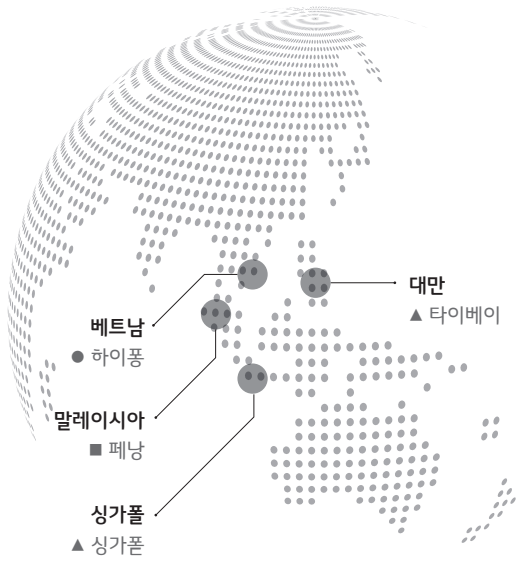 대만
▲ 타이베이
베트남
● 하이퐁
말레이시아
■ 페낭
싱가폴
▲ 싱가폳